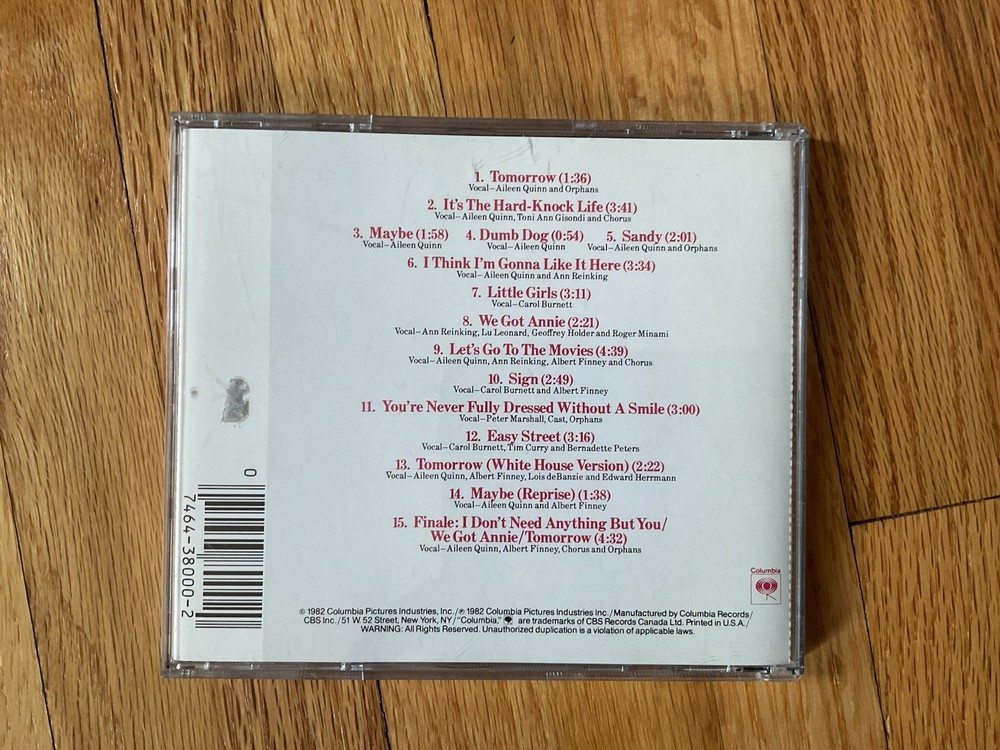 1. Tomorrow (1:36)
Vocal–Aileen Quinn and Orphans
2. It's The Hard-Knock Life (3:41)
Vocal–Aileen Quinn, Toni Ann Gisondi and Chorus
3. Maybe (1:58) 4. Dumb Dog (0:54) 5. Sandy (2:01)
Vocal–Aileen Quinn Vocal–Aileen Quinn Vocal–Aileen Quinn and Orphans
6. I Think I'm Gonna Like It Here (3:34)
Vocal–Aileen Quinn and Ann Reinking
7. Little Girls (3:11)
Vocal–Carol Burnett
8. We Got Annie (2:21)
Vocal–Ann Reinking, Lu Leonard, Geoffrey Holder and Roger Minami
9. Let's Go To The Movies (4:39)
Vocal–Aileen Quinn, Ann Reinking, Albert Finney and Chorus
10. Sign (2:49)
Vocal–Carol Burnett and Albert Finney
11. You're Never Fully Dressed Without A Smile (3:00)
Vocal–Peter Marshall, Cast, Orphans
12. Easy Street (3:16)
Vocal–Carol Burnett, Tim Curry and Bernadette Peters
13. Tomorrow (White House Version) (2:22)
Vocal–Aileen Quinn, Albert Finney, Lois deBanzie and Edward Herrmann
14. Maybe (Reprise) (1:38)
Vocal–Aileen Quinn and Albert Finney
15. Finale: I Don't Need Anything But You/
We Got Annie/Tomorrow (4:32)
Vocal–Aileen Quinn, Albert Finney, Chorus and Orphans
0
7464-38000-2
Columbia
© 1982 Columbia Pictures Industries, Inc./℗ 1982 Columbia Pictures Industries Inc./Manufactured by Columbia Records/
CBS Inc./51 W. 52 Street, New York, NY/"Columbia," are trademarks of CBS Records Canada Ltd. Printed in U.S.A./
WARNING: All Rights Reserved. Unauthorized duplication is a violation of applicable laws.